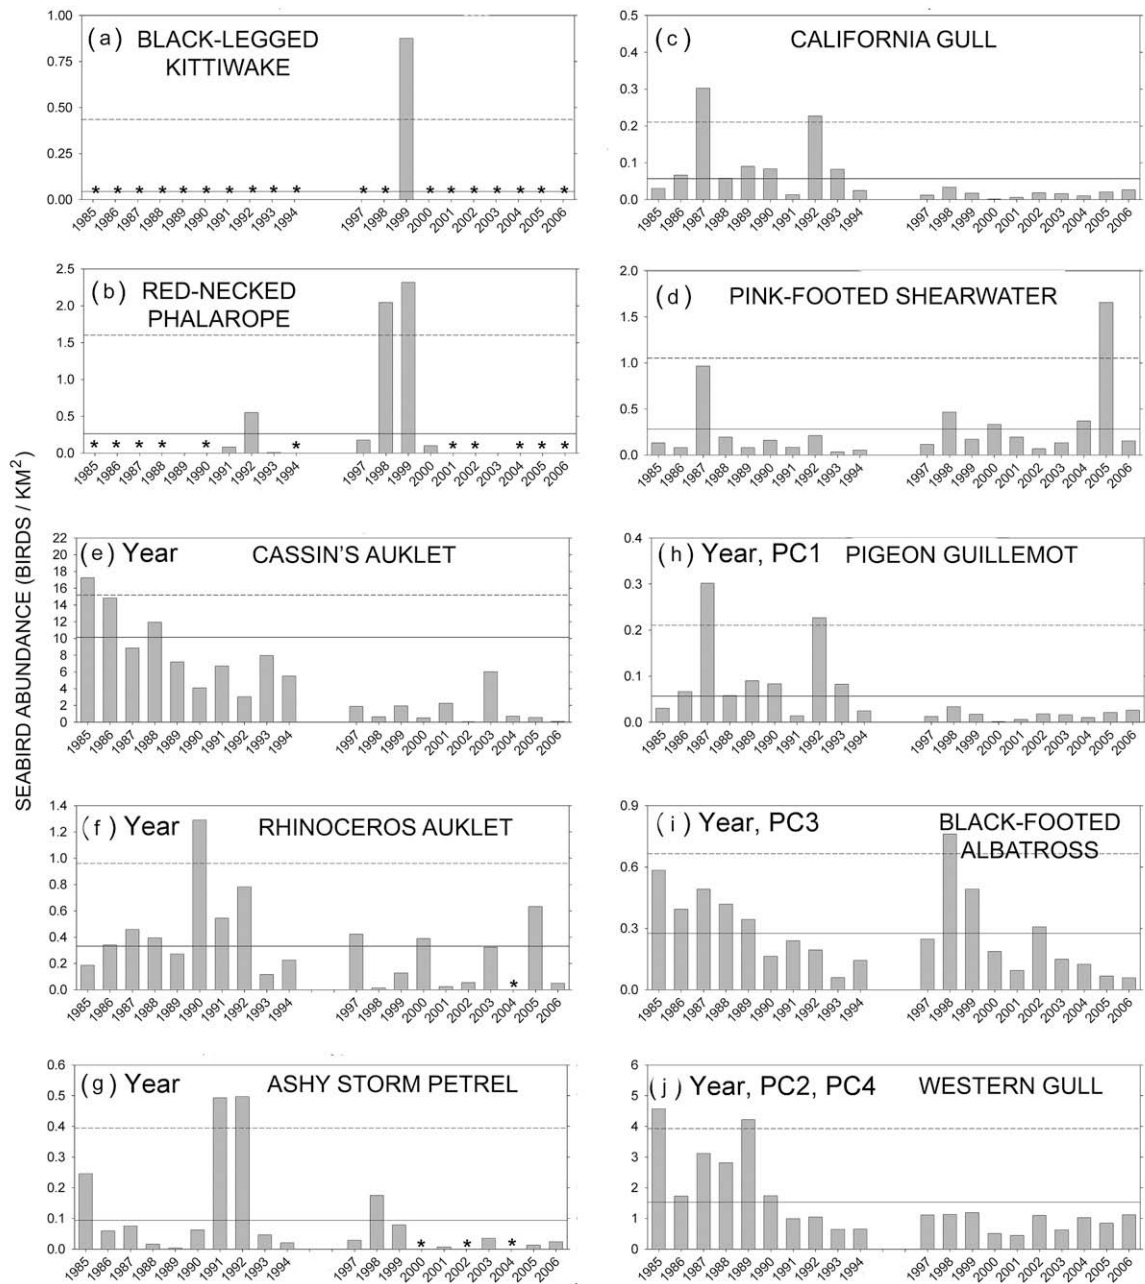 SEABIRD ABUNDANCE (BIRDS / KM²)
(a) BLACK-LEGGED
KITTIWAKE
1.00
0.75
0.50
0.25
0.00
* * * * * * * * * * * * * * * * * * *
1985 1986 1987 1988 1989 1990 1991 1992 1993 1994 1997 1998 1999 2000 2001 2002 2003 2004 2005 2006
(c) CALIFORNIA GULL
0.5
0.4
0.3
0.2
0.1
0.0
1985 1986 1987 1988 1989 1990 1991 1992 1993 1994 1997 1998 1999 2000 2001 2002 2003 2004 2005 2006
(b) RED-NECKED
PHALAROPE
2.5
2.0
1.5
1.0
0.5
0.0
* * * * * * * * * * *
1985 1986 1987 1988 1989 1990 1991 1992 1993 1994 1997 1998 1999 2000 2001 2002 2003 2004 2005 2006
(d) PINK-FOOTED SHEARWATER
2.0
1.5
1.0
0.5
0.0
1985 1986 1987 1988 1989 1990 1991 1992 1993 1994 1997 1998 1999 2000 2001 2002 2003 2004 2005 2006
(e) Year CASSIN'S AUKLET
22
20
18
16
14
12
10
8
6
4
2
0
1985 1986 1987 1988 1989 1990 1991 1992 1993 1994 1997 1998 1999 2000 2001 2002 2003 2004 2005 2006
(h) Year, PC1 PIGEON GUILLEMOT
0.4
0.3
0.2
0.1
0.0
1985 1986 1987 1988 1989 1990 1991 1992 1993 1994 1997 1998 1999 2000 2001 2002 2003 2004 2005 2006
(f) Year RHINOCEROS AUKLET
1.4
1.2
1.0
0.8
0.6
0.4
0.2
0.0
*
1985 1986 1987 1988 1989 1990 1991 1992 1993 1994 1997 1998 1999 2000 2001 2002 2003 2004 2005 2006
(i) Year, PC3 BLACK-FOOTED
ALBATROSS
0.9
0.6
0.3
0.0
1985 1986 1987 1988 1989 1990 1991 1992 1993 1994 1997 1998 1999 2000 2001 2002 2003 2004 2005 2006
(g) Year ASHY STORM PETREL
0.6
0.5
0.4
0.3
0.2
0.1
0.0
* * *
1985 1986 1987 1988 1989 1990 1991 1992 1993 1994 1997 1998 1999 2000 2001 2002 2003 2004 2005 2006
(j) Year, PC2, PC4 WESTERN GULL
6
5
4
3
2
1
0
1985 1986 1987 1988 1989 1990 1991 1992 1993 1994 1997 1998 1999 2000 2001 2002 2003 2004 2005 2006